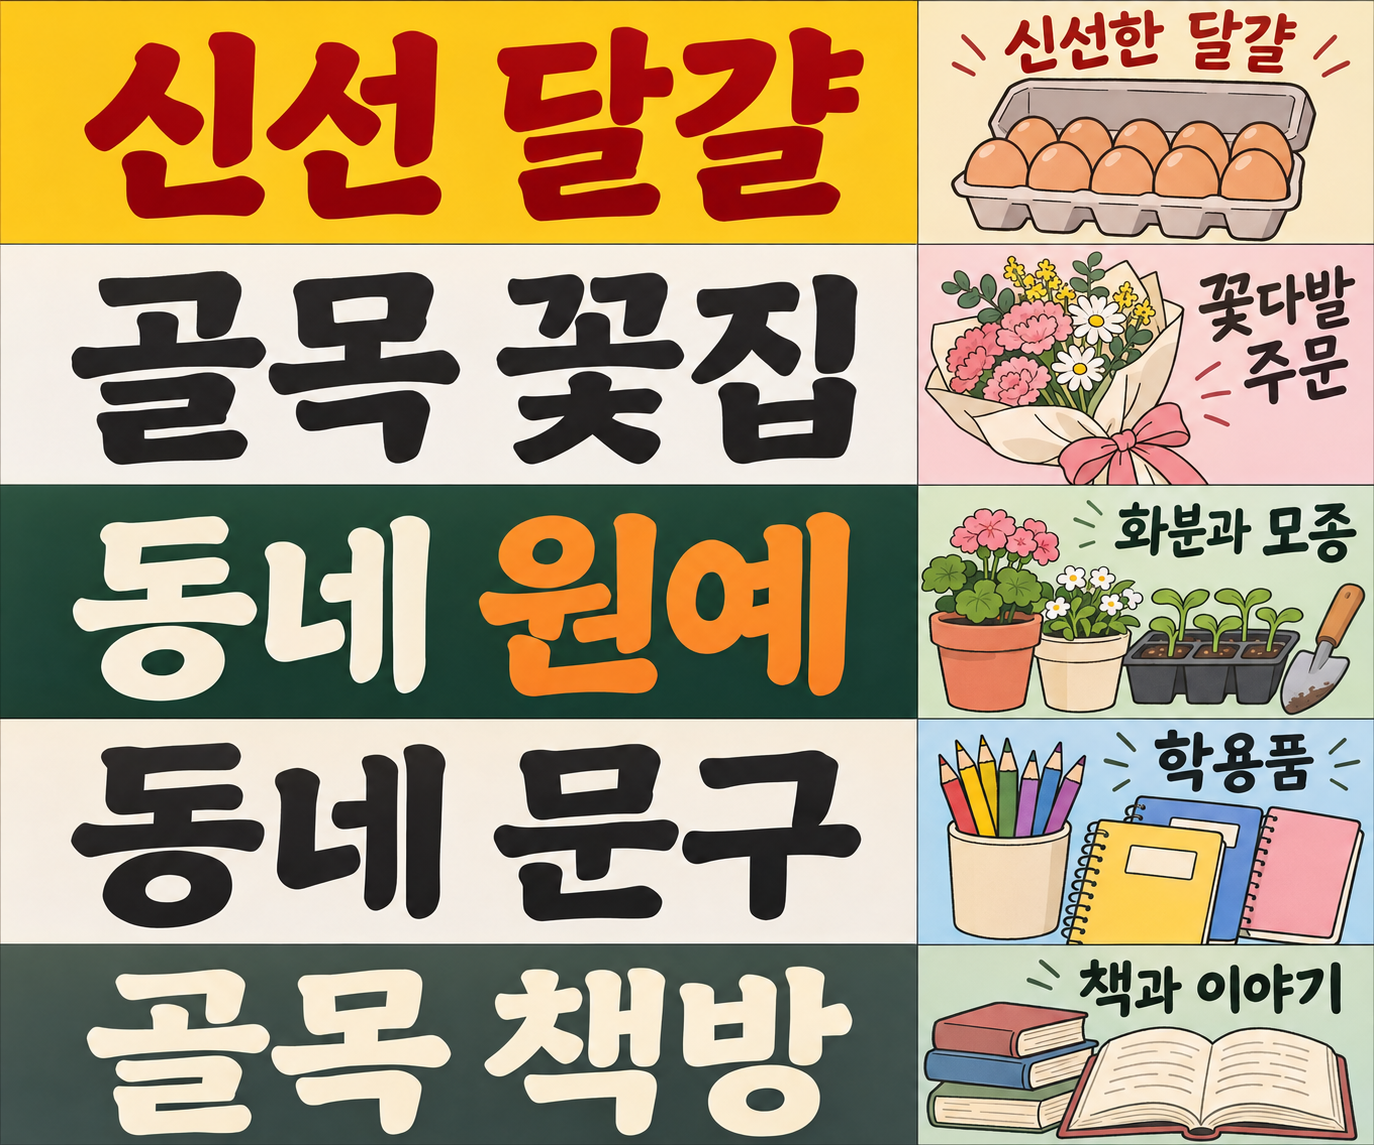 신선 달걀
신선한 달걀
골목 꽃집
꽃다발
주문
동네 원예
화분과 모종
동네 문구
학용품
골목 책방
책과 이야기